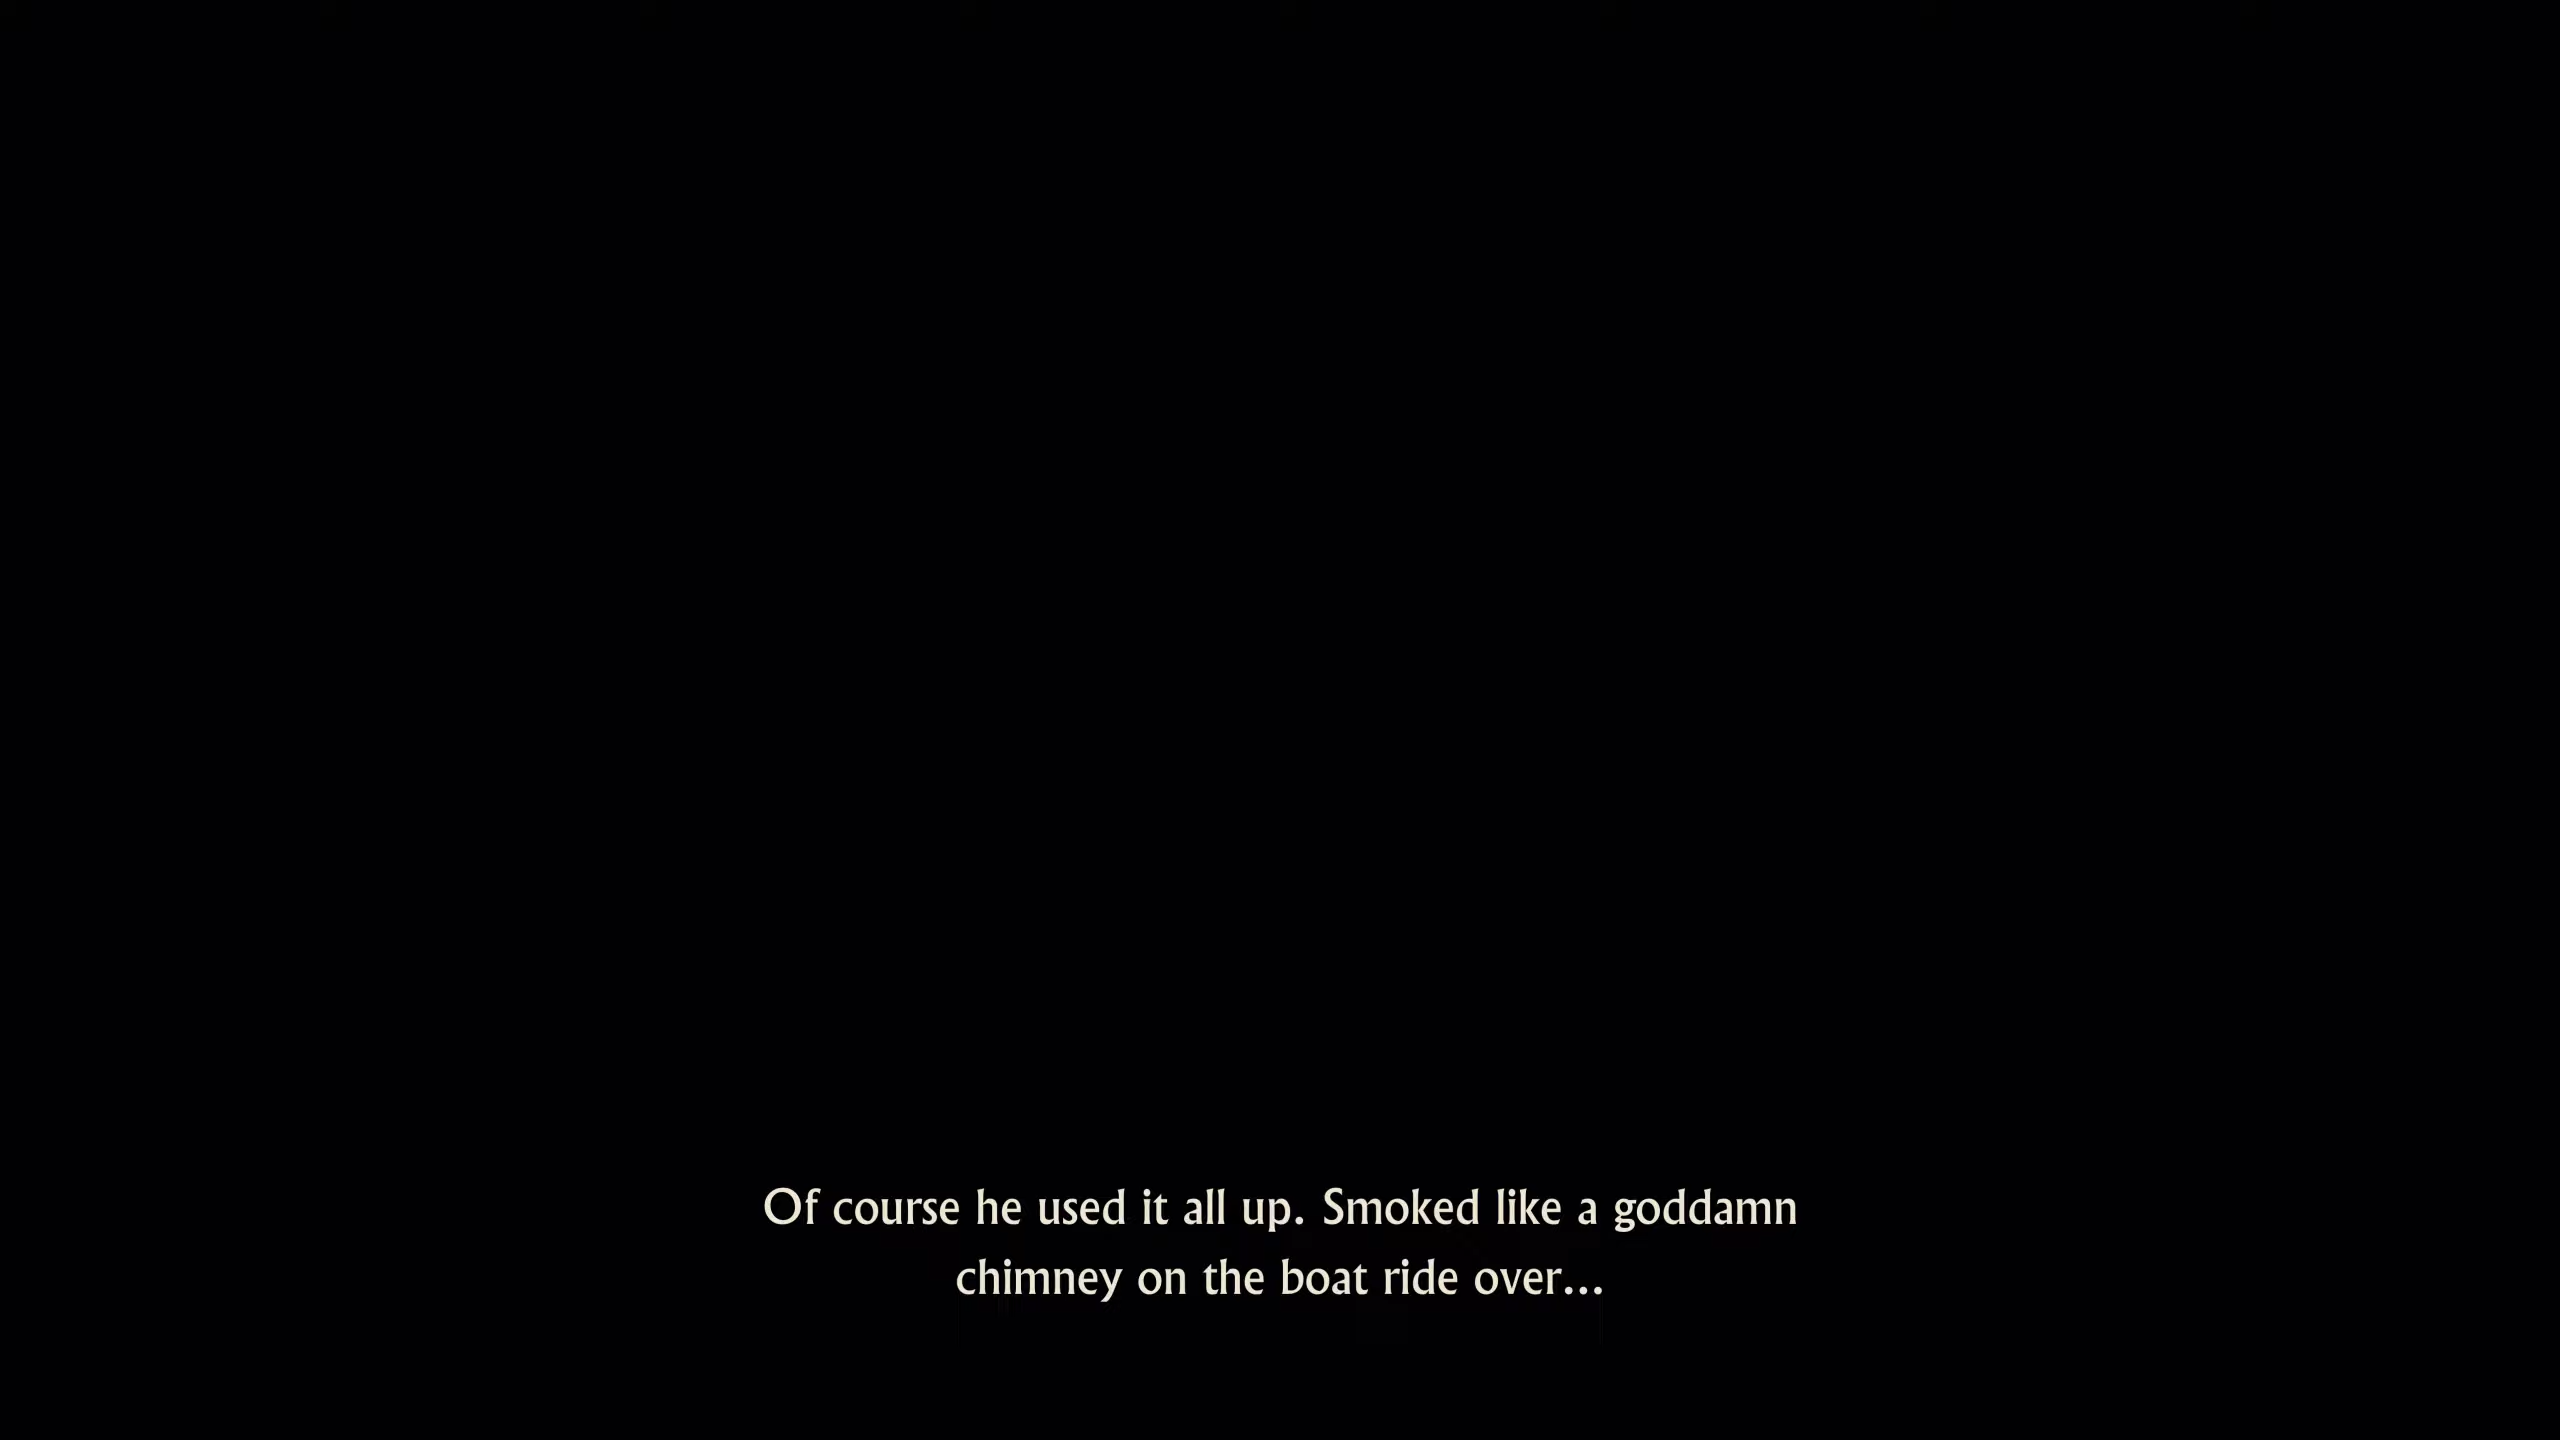 Of course he used it all up. Smoked like a goddamn
chimney on the boat ride over...